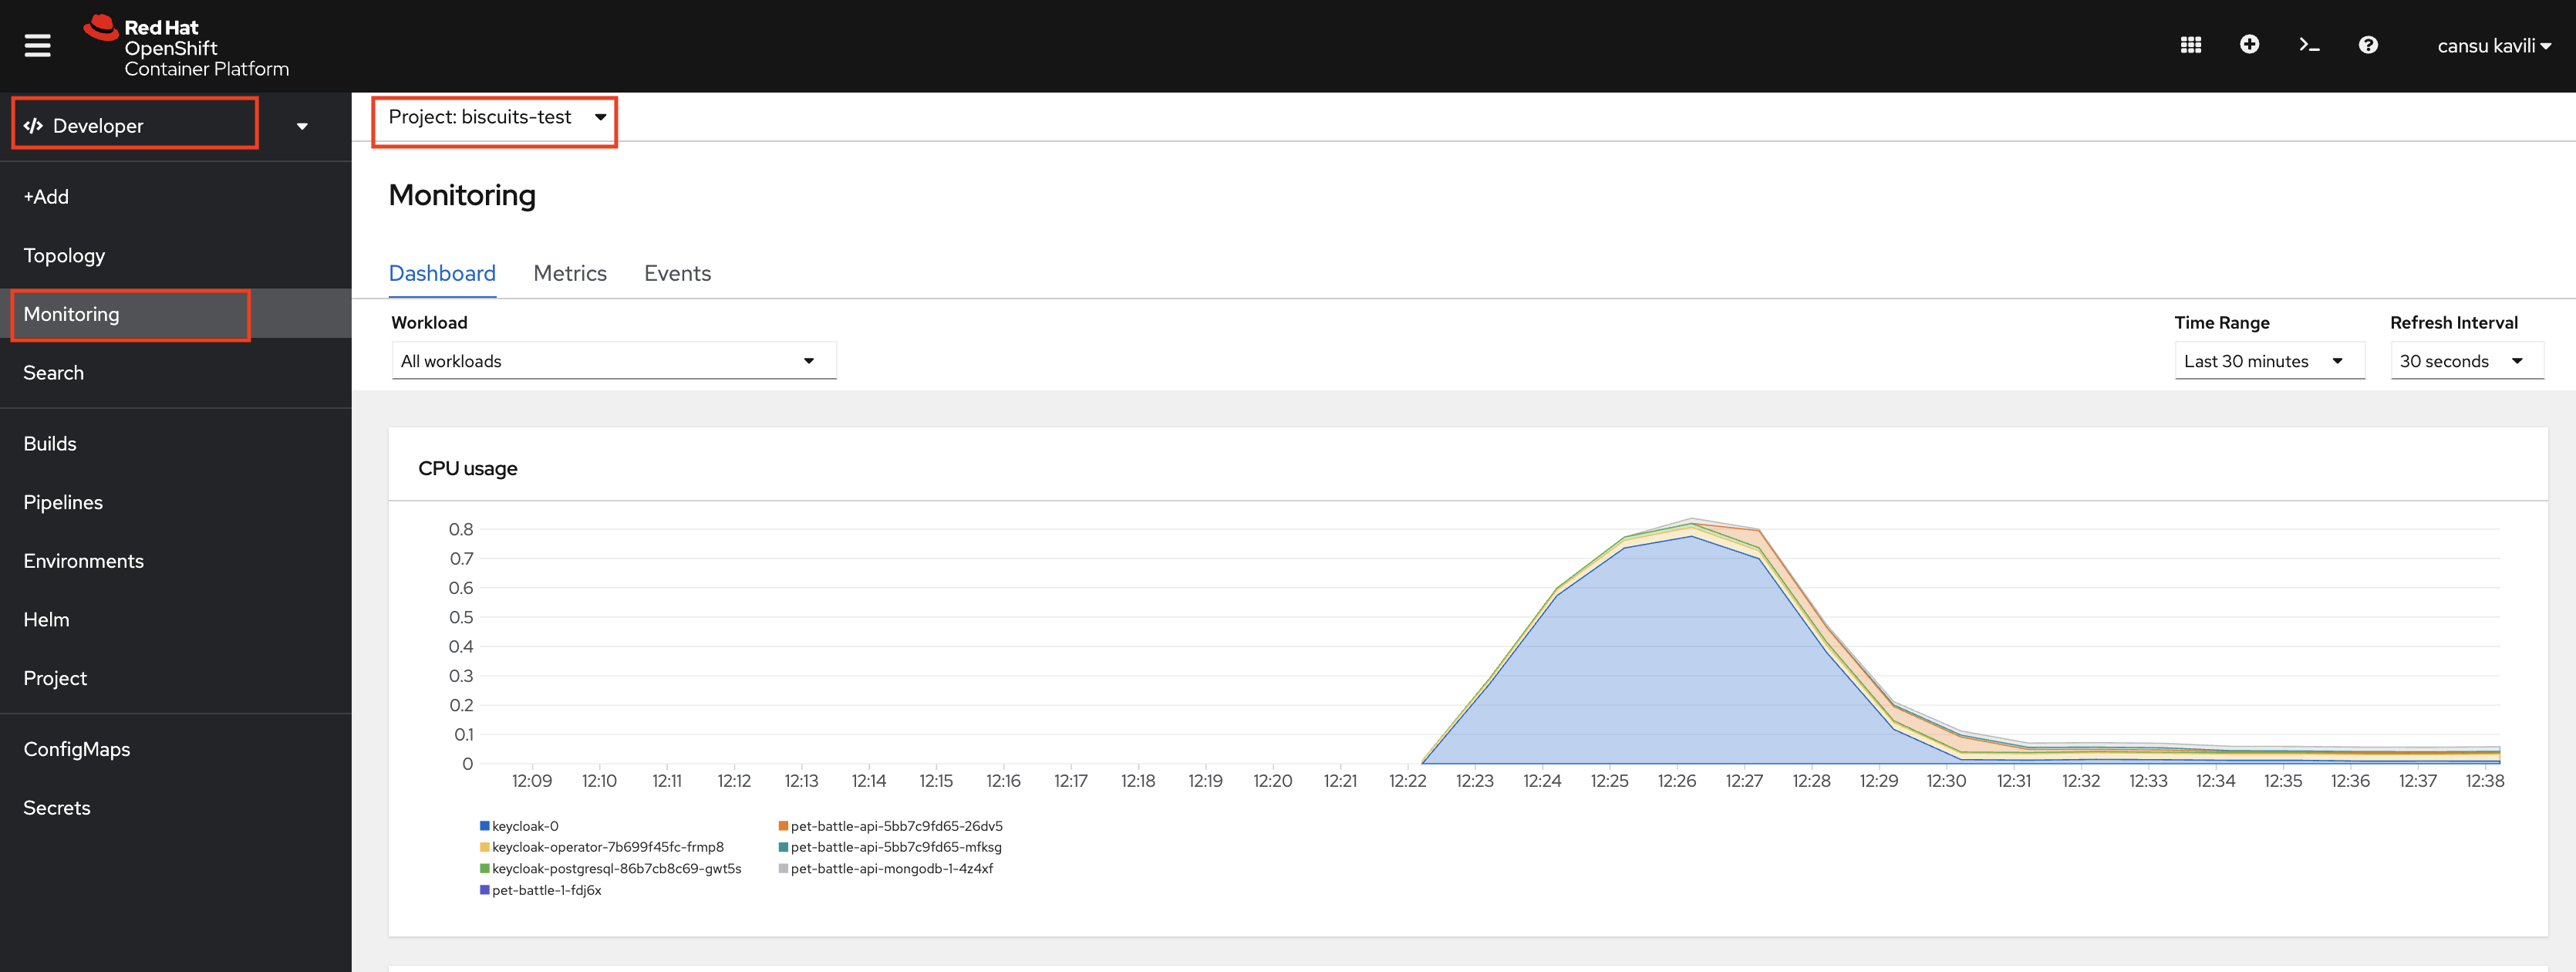 Red Hat
OpenShift
Container Platform
cansu kavili
Developer
+Add
Topology
Monitoring
Search
Builds
Pipelines
Environments
Helm
Project
ConfigMaps
Secrets
Project: biscuits-test
Monitoring
Dashboard Metrics Events
Workload
All workloads
Time Range
Last 30 minutes
Refresh Interval
30 seconds
CPU usage
0.8
0.7
0.6
0.5
0.4
0.3
0.2
0.1
0
12:09 12:10 12:11 12:12 12:13 12:14 12:15 12:16 12:17 12:18 12:19 12:20 12:21 12:22 12:23 12:24 12:25 12:26 12:27 12:28 12:29 12:30 12:31 12:32 12:33 12:34 12:35 12:36 12:37 12:38
keycloak-0
keycloak-operator-7b699f45fc-frmp8
keycloak-postgresql-86b7cb8c69-gwt5s
pet-battle-1-fdj6x
pet-battle-api-5bb7c9fd65-26dv5
pet-battle-api-5bb7c9fd65-mfksg
pet-battle-api-mongodb-1-4z4xf